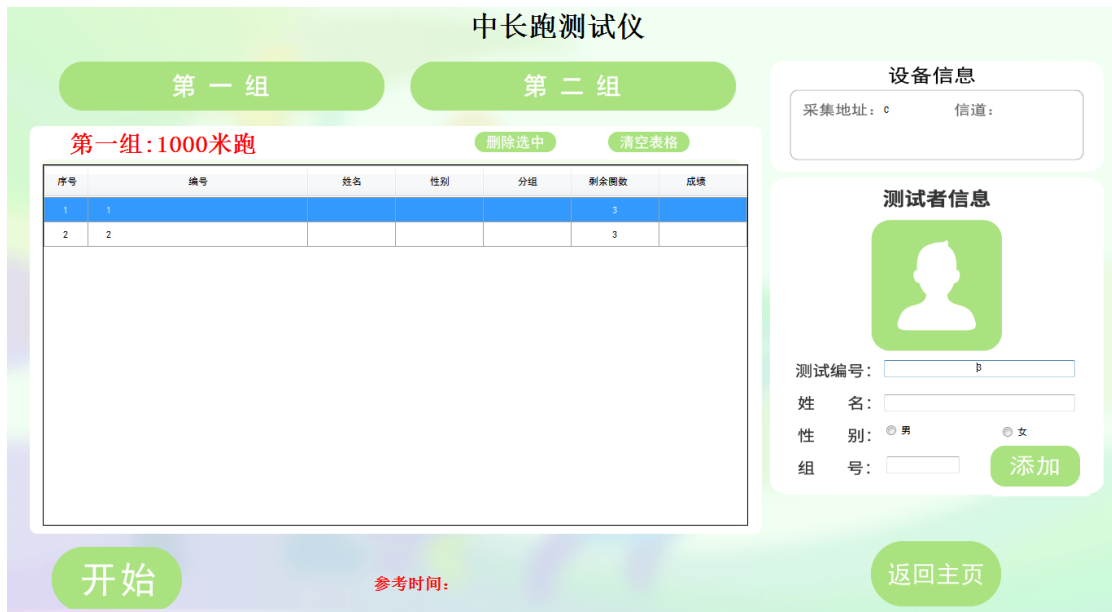 中长跑测试仪
第一组 第二组
设备信息
采集地址： c 信道：
第一组:1000米跑 删除选中 清空表格
序号 编号 姓名 性别 分组 剩余圈数 成绩
1 1 3
2 2 3
测试者信息
测试编号： 3
姓 名：
性 别： 男 女
组 号： 添加
开始 参考时间： 返回主页